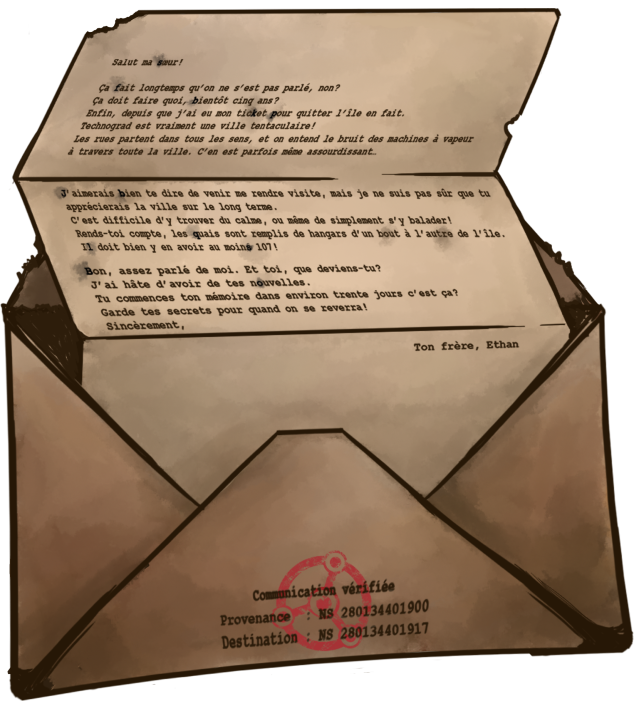 Salut ma sœur!
Ça fait longtemps qu'on ne s'est pas parlé, non?
Ça doit faire quoi, bientôt cinq ans?
Enfin, depuis que j'ai eu mon ticket pour quitter l'île en fait.
Technograd est vraiment une ville tentaculaire!
Les rues partent dans tous les sens, et on entend le bruit des machines à vapeur
à travers toute la ville. C'en est parfois même assourdissant…
J'aimerais bien te dire de venir me rendre visite, mais je ne suis pas sûr que tu
apprécierais la ville sur le long terme.
C'est difficile d'y trouver du calme, ou même de simplement s'y balader!
Rends-toi compte, les quais sont remplis de hangars d'un bout à l'autre de l'île.
Il doit bien y en avoir au moins 107!
Bon, assez parlé de moi. Et toi, que deviens-tu?
J'ai hâte d'avoir de tes nouvelles.
Tu commences ton mémoire dans environ trente jours c'est ça?
Garde tes secrets pour quand on se reverra!
Sincèrement,
Ton frère, Ethan
Communication vérifiée
Provenance : NS 280134401900
Destination : NS 280134401917